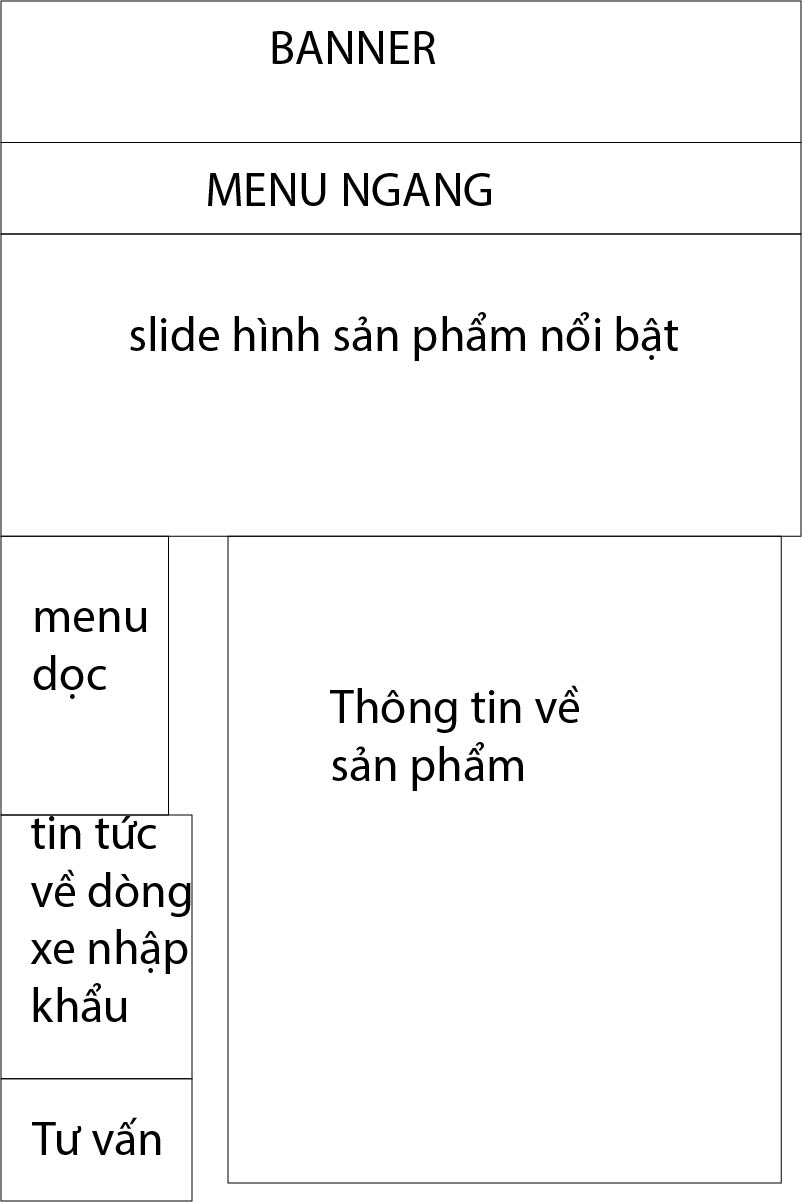 BANNER
MENU NGANG
slide hình sản phẩm nổi bật
menu
dọc
Thông tin về
sản phẩm
tin tức
về dòng
xe nhập
khẩu
Tư vấn